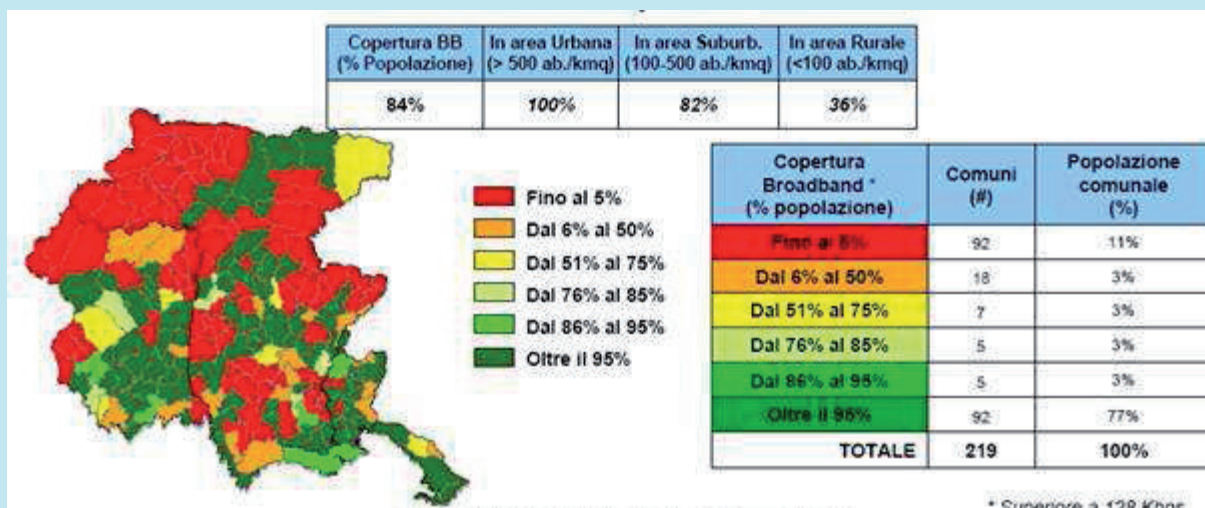 Copertura BB In area Urbana In area Suburb. In area Rurale
(% Popolazione) (> 500 ab./kmq) (100-500 ab./kmq) (<100 ab./kmq)
84% 100% 82% 36%
Fino al 5%
Dal 6% al 50%
Dal 51% al 75%
Dal 76% al 85%
Dal 86% al 95%
Oltre il 95%
Copertura Comuni Popolazione
Broadband * (#) comunale
(% popolazione) (%)
Fino al 5% 92 11%
Dal 6% al 50% 18 3%
Dal 51% al 75% 7 3%
Dal 76% al 85% 5 3%
Dal 86% al 95% 5 3%
Oltre il 95% 92 77%
TOTALE 219 100%
* Superiore a 128 Kbps